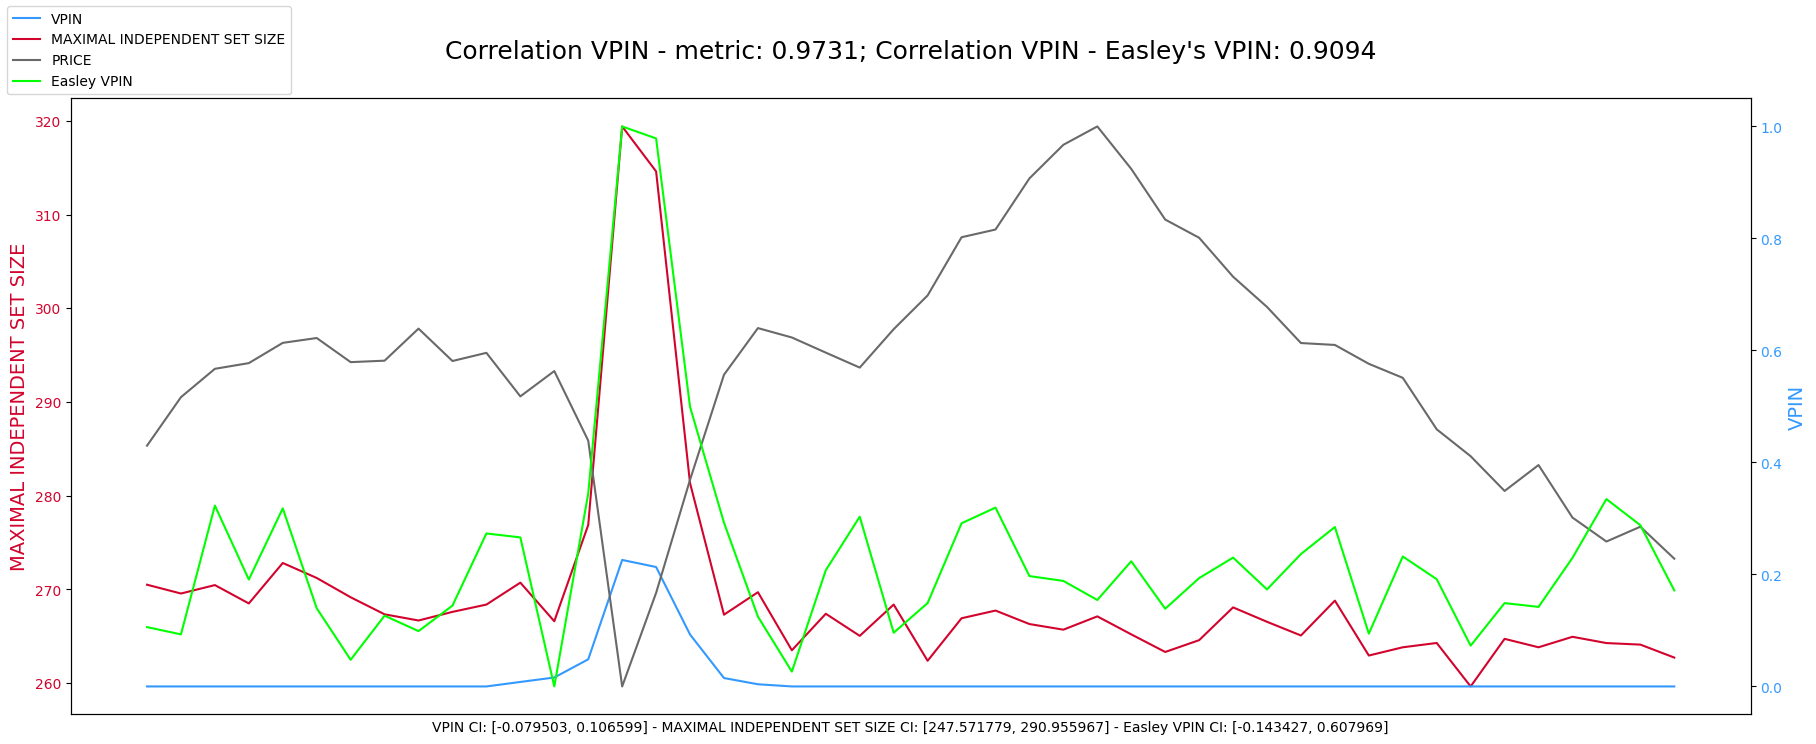 VPIN
MAXIMAL INDEPENDENT SET SIZE
PRICE
Easley VPIN
Correlation VPIN - metric: 0.9731; Correlation VPIN - Easley's VPIN: 0.9094
MAXIMAL INDEPENDENT SET SIZE
320
310
300
290
280
270
260
1.0
0.8
0.6
0.4
0.2
0.0
VPIN
VPIN CI: [-0.079503, 0.106599] - MAXIMAL INDEPENDENT SET SIZE CI: [247.571779, 290.955967] - Easley VPIN CI: [-0.143427, 0.607969]